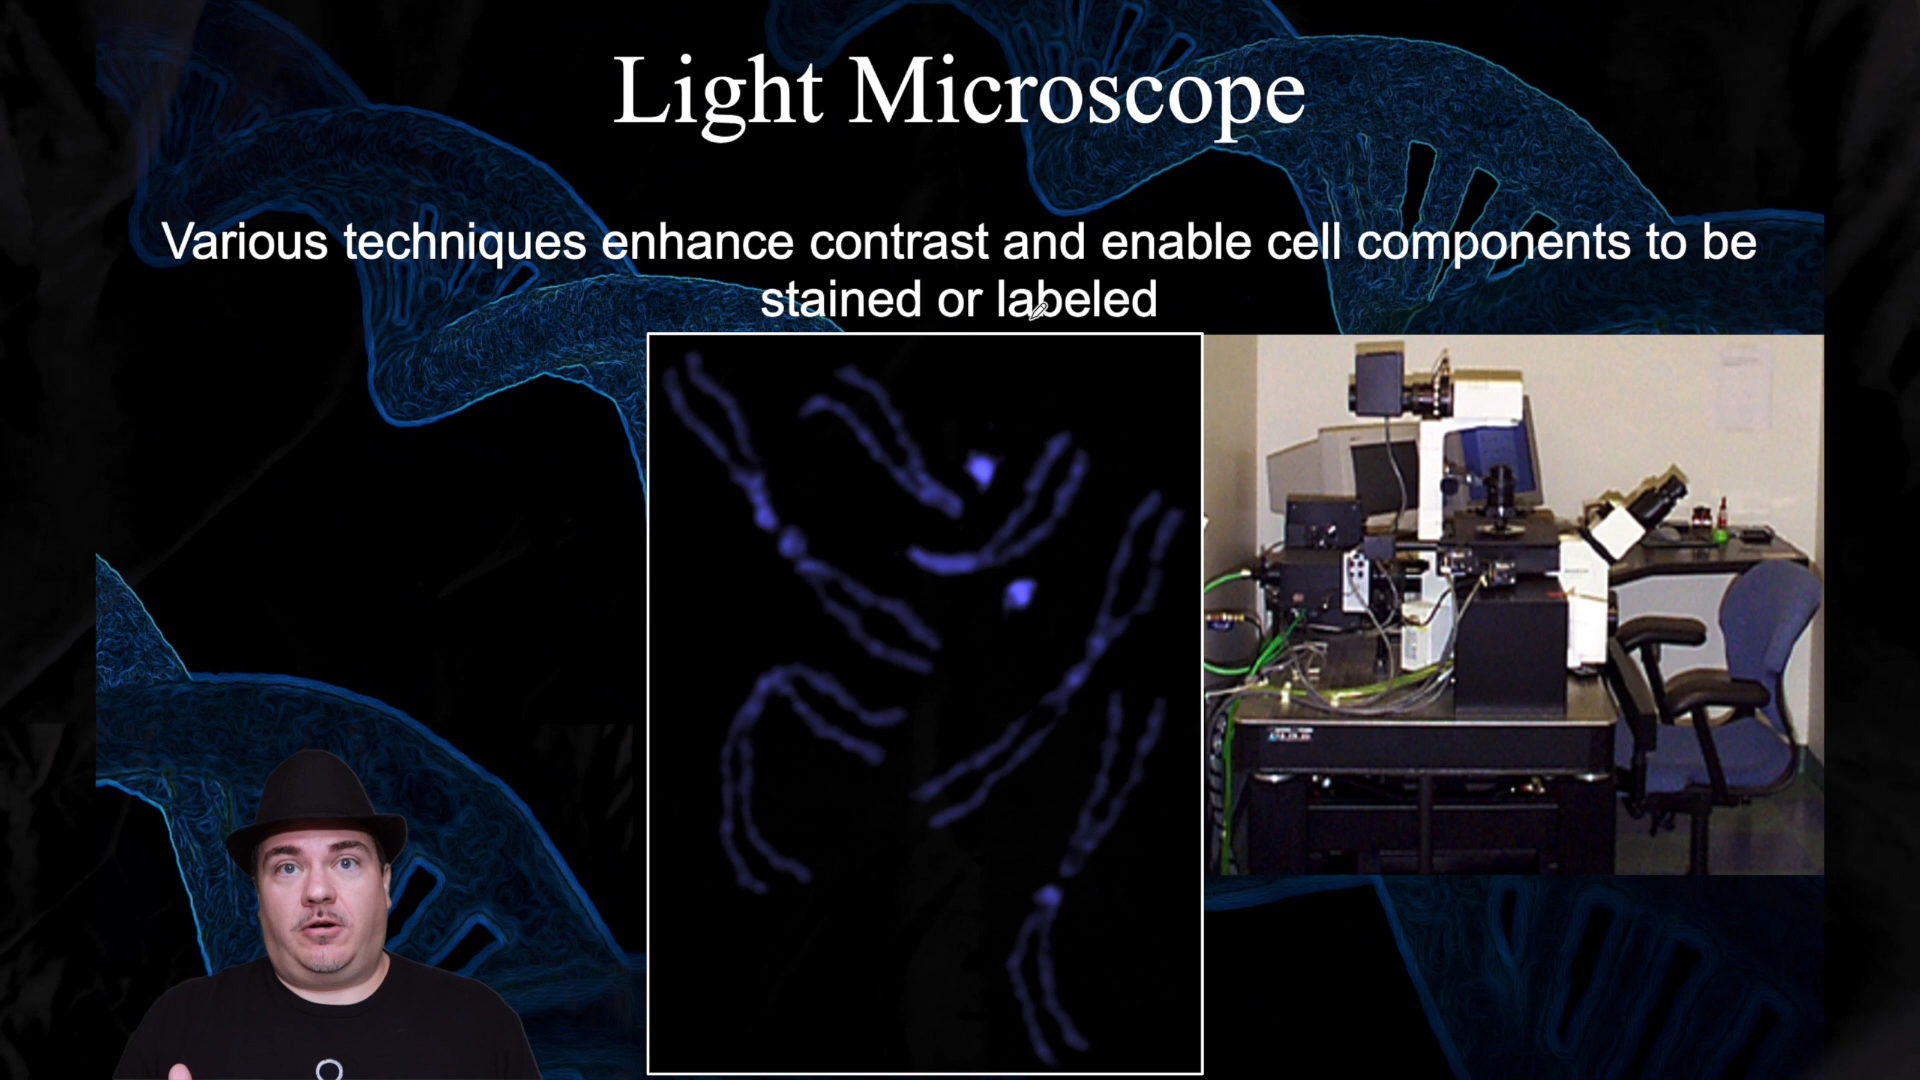 Light Microscope
Various techniques enhance contrast and enable cell components to be
stained or labeled